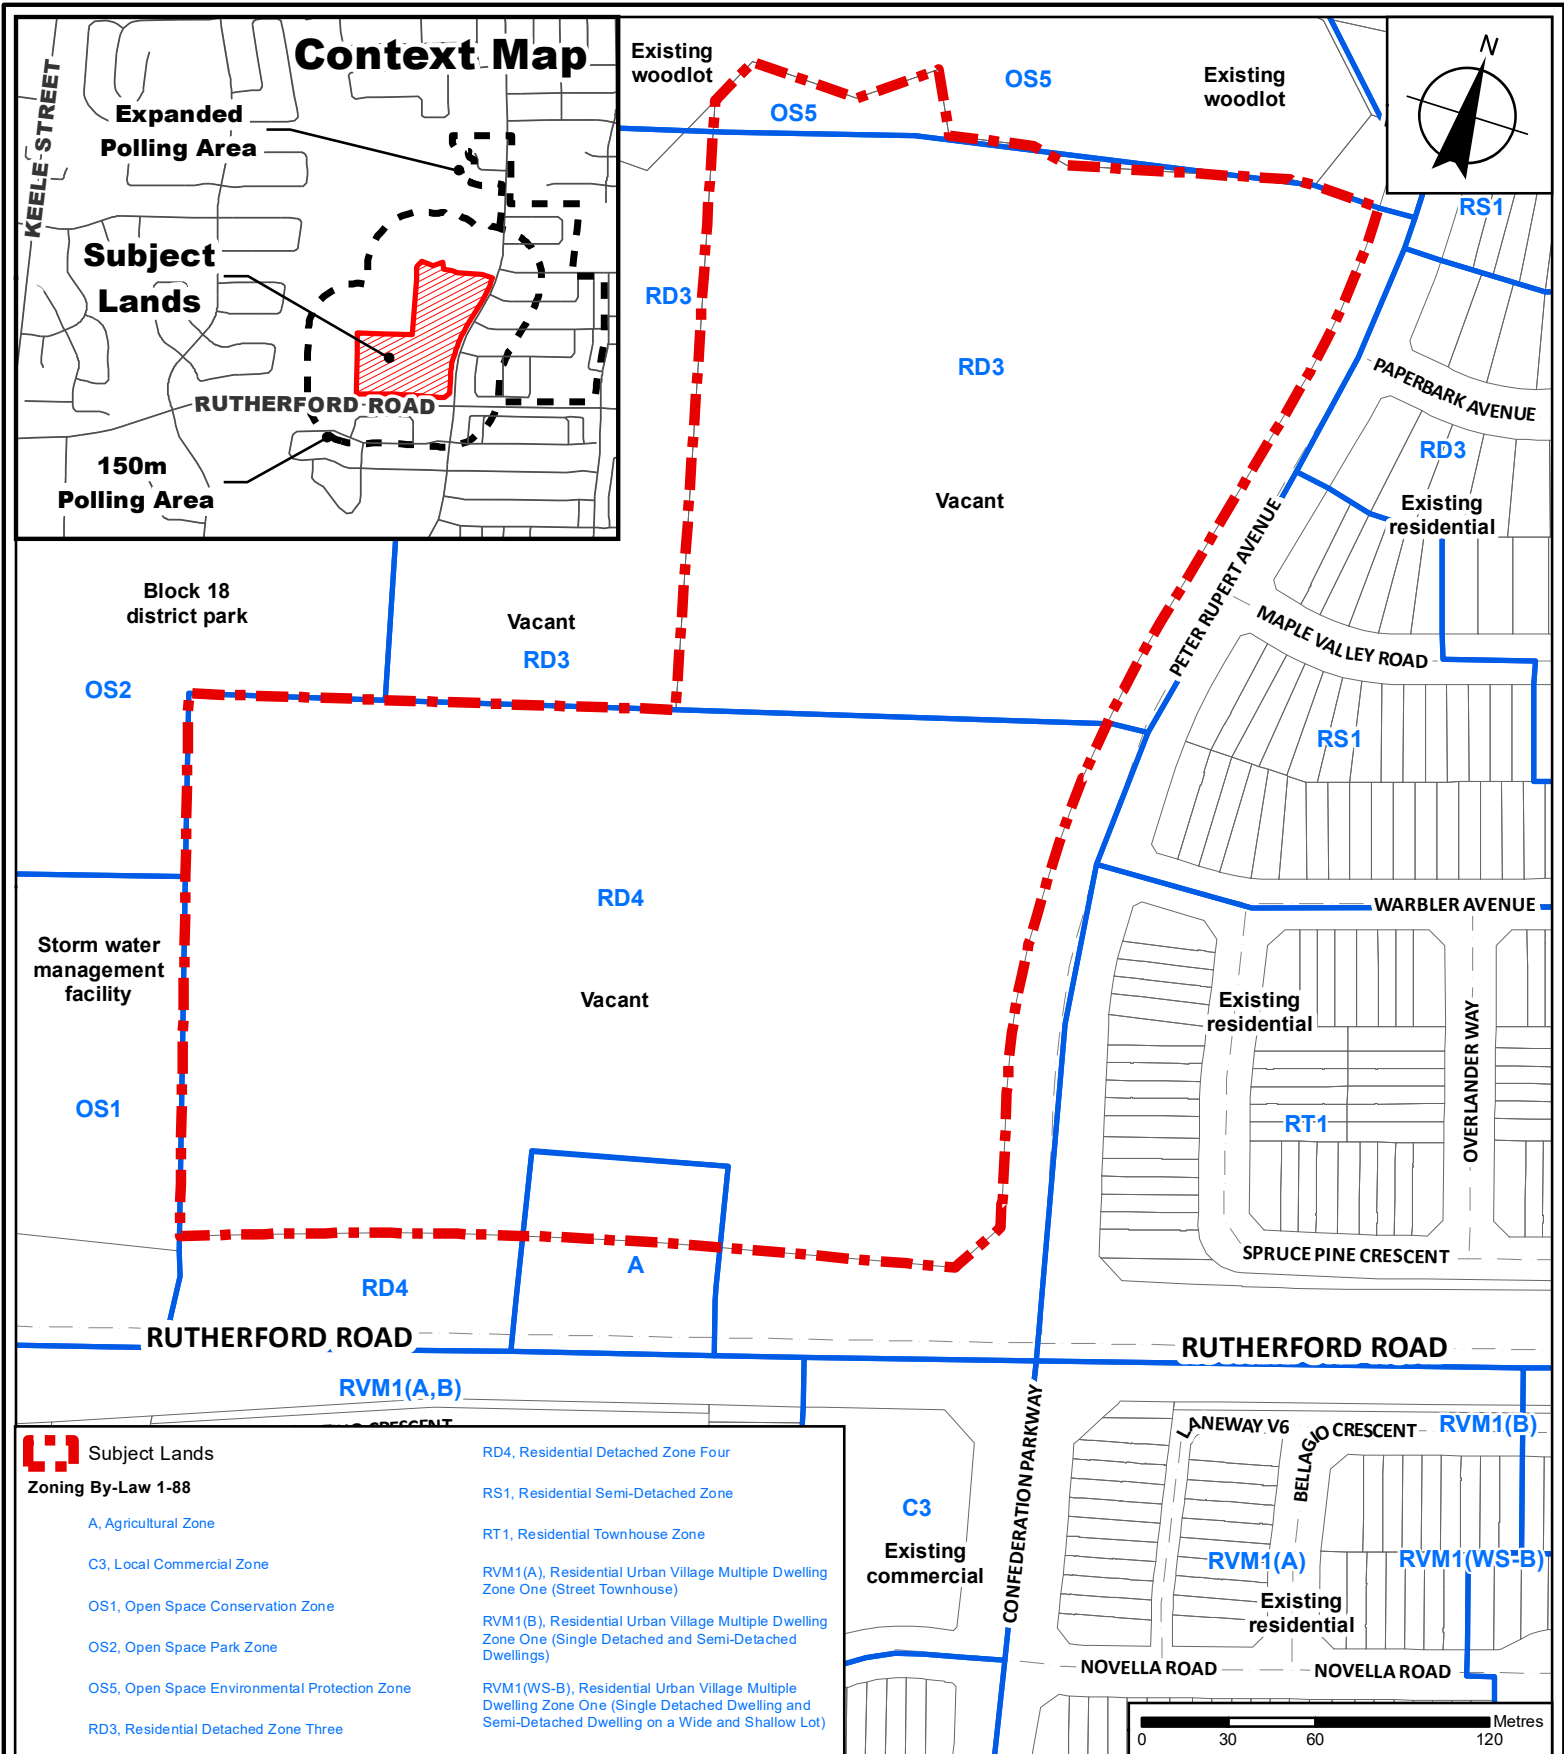 Context Map
KEELE STREET
Expanded
Polling Area
Subject
Lands
RUTHERFORD ROAD
150m
Polling Area
Existing
woodlot
OS5
OS5
Existing
woodlot
N
RS1
RD3
RD3
PAPERBARK AVENUE
RD3
Vacant
Existing
residential
PETER RUPERT AVENUE
Block 18
district park
Vacant
RD3
MAPLE VALLEY ROAD
OS2
RS1
RD4
WARBLER AVENUE
Storm water
management
facility
Vacant
Existing
residential
OVERLANDER WAY
OS1
RT1
SPRUCE PINE CRESCENT
A
RD4
RUTHERFORD ROAD
RUTHERFORD ROAD
RVM1(A,B)
CRESCENT
LANEWAY V6
BELLAGIO CRESCENT
RVM1(B)
CONFEDERATION PARKWAY
C3
Existing
commercial
RVM1(A)
RVM1(WS-B)
Existing
residential
NOVELLA ROAD
NOVELLA ROAD
Subject Lands
Zoning By-Law 1-88
A, Agricultural Zone
C3, Local Commercial Zone
OS1, Open Space Conservation Zone
OS2, Open Space Park Zone
OS5, Open Space Environmental Protection Zone
RD3, Residential Detached Zone Three
RD4, Residential Detached Zone Four
RS1, Residential Semi-Detached Zone
RT1, Residential Townhouse Zone
RVM1(A), Residential Urban Village Multiple Dwelling
Zone One (Street Townhouse)
RVM1(B), Residential Urban Village Multiple Dwelling
Zone One (Single Detached and Semi-Detached
Dwellings)
RVM1(WS-B), Residential Urban Village Multiple
Dwelling Zone One (Single Detached Dwelling and
Semi-Detached Dwelling on a Wide and Shallow Lot)
Metres
0 30 60 120